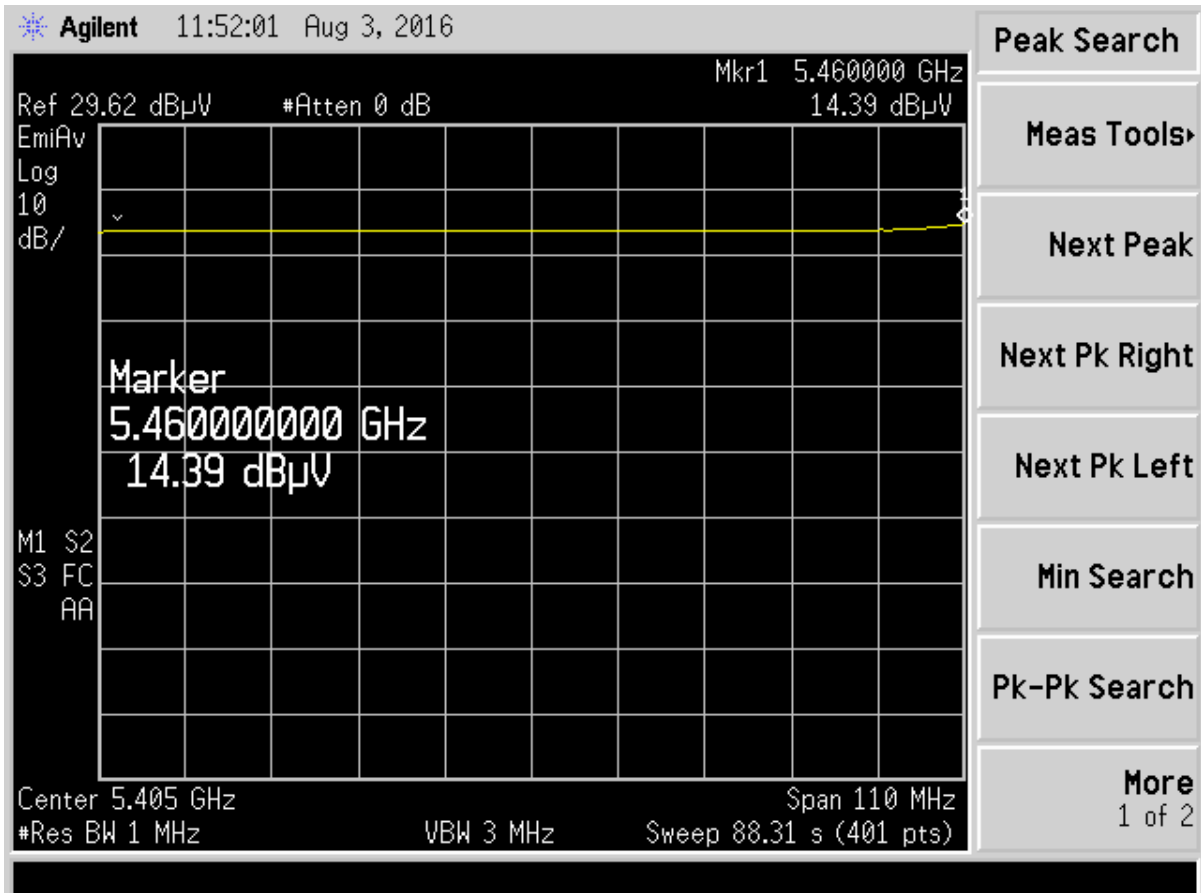 Agilent 11:52:01 Aug 3, 2016
Peak Search
Mkr1 5.460000 GHz
Ref 29.62 dBµV #Atten 0 dB 14.39 dBµV
EmiAv
Log
10
dB/
1
Marker
5.460000000 GHz
14.39 dBµV
M1 S2
S3 FC
AA
Center 5.405 GHz Span 110 MHz
#Res BW 1 MHz VBW 3 MHz Sweep 88.31 s (401 pts)
Meas Tools▸
Next Peak
Next Pk Right
Next Pk Left
Min Search
Pk-Pk Search
More
1 of 2